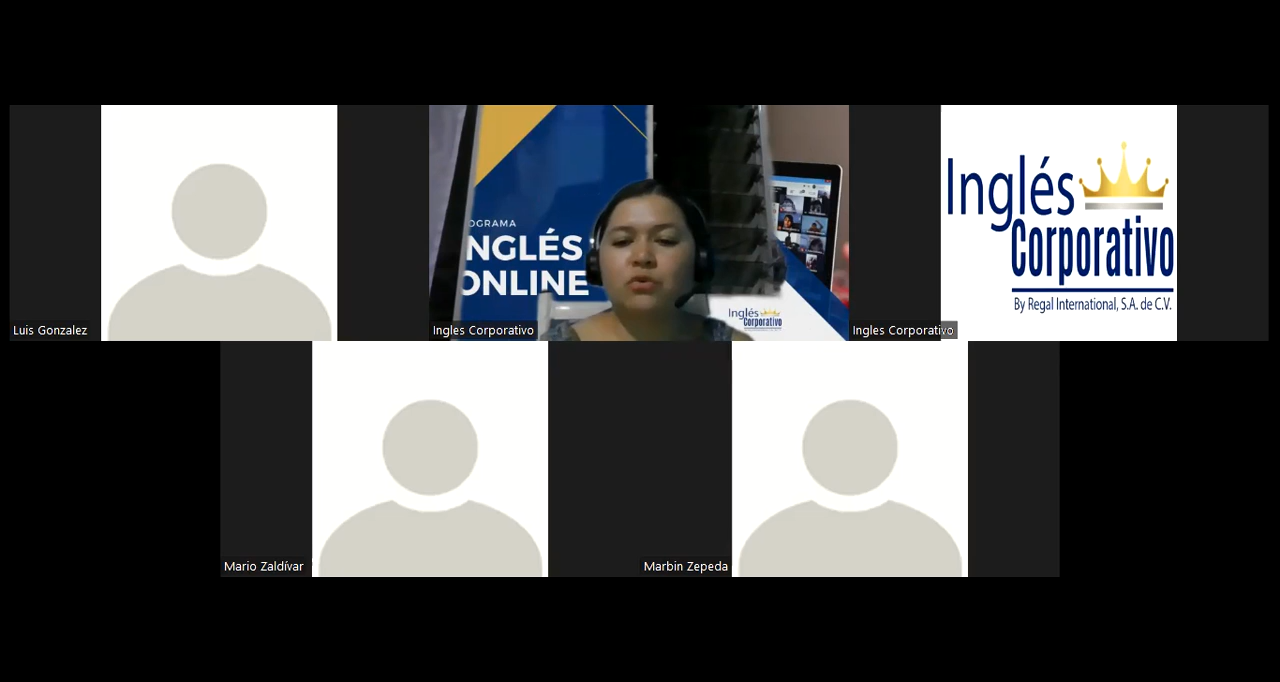 OGRAMA
NGLÉS
ONLINE
Inglés
Corporativo
Luis Gonzalez
Ingles Corporativo
Inglés
Corporativo
By Regal International, S.A. de C.V.
Ingles Corporativo
Mario Zaldívar
Marbin Zepeda